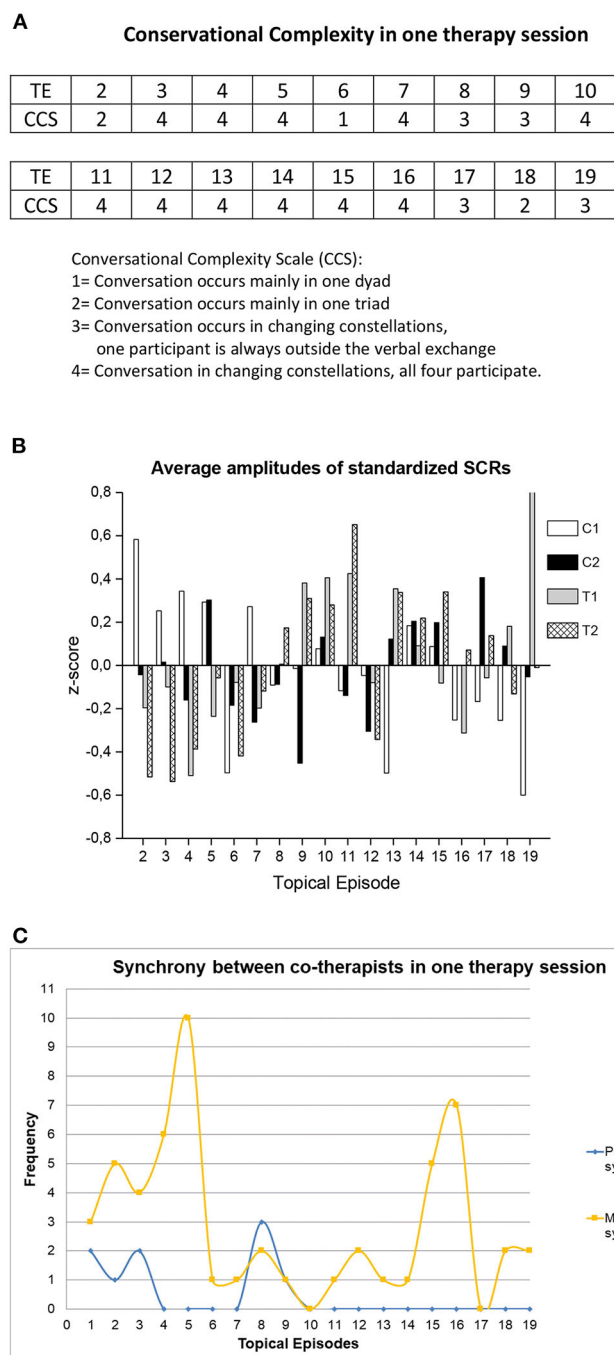 A
Conservational Complexity in one therapy session
TE 2 3 4 5 6 7 8 9 10
CCS 2 4 4 4 1 4 3 3 4
TE 11 12 13 14 15 16 17 18 19
CCS 4 4 4 4 4 4 3 2 3
Conversational Complexity Scale (CCS):
1= Conversation occurs mainly in one dyad
2= Conversation occurs mainly in one triad
3= Conversation occurs in changing constellations,
one participant is always outside the verbal exchange
4= Conversation in changing constellations, all four participate.
B
Average amplitudes of standardized SCRs
0,8
0,6
0,4
0,2
0,0
-0,2
-0,4
-0,6
-0,8
z-score
C1
C2
T1
T2
2 3 4 5 6 7 8 9 10 11 12 13 14 15 16 17 18 19
Topical Episode
C
Synchrony between co-therapists in one therapy session
11
10
9
8
7
6
5
4
3
2
1
0
Frequency
P
sy
M
sy
0 1 2 3 4 5 6 7 8 9 10 11 12 13 14 15 16 17 18 19
Topical Episodes